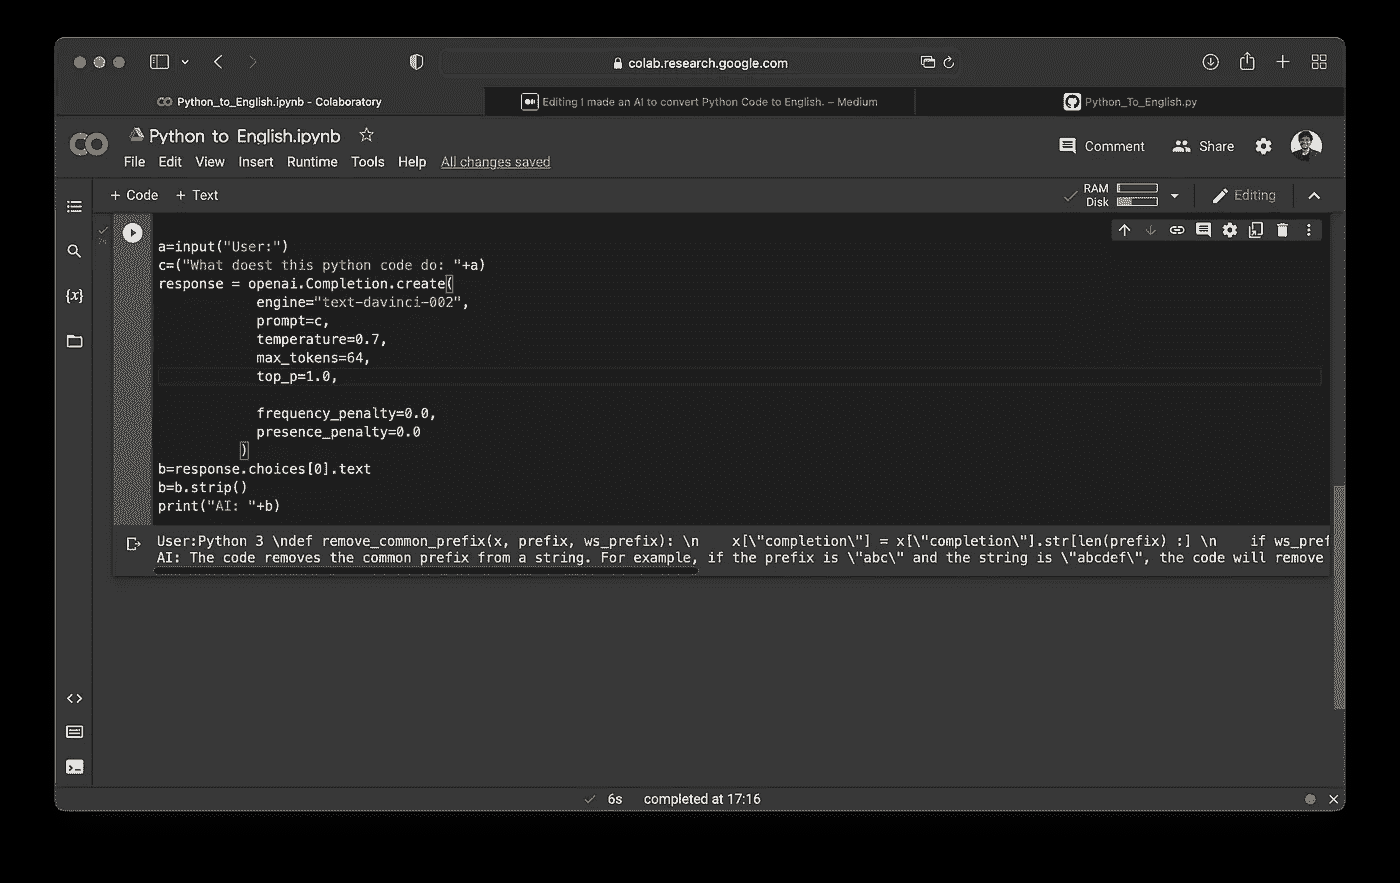 colab.research.google.com
Python_to_English.ipynb - Colaboratory
Editing I made an AI to convert Python Code to English. – Medium
Python_To_English.py
Python to English.ipynb
Comment
Share
File Edit View Insert Runtime Tools Help All changes saved
+ Code + Text
RAM
Disk
Editing
a=input("User:")
c=("What doest this python code do: "+a)
response = openai.Completion.create(
engine="text-davinci-002",
prompt=c,
temperature=0.7,
max_tokens=64,
top_p=1.0,
frequency_penalty=0.0,
presence_penalty=0.0
)
b=response.choices[0].text
b=b.strip()
print("AI: "+b)
User:Python 3 \ndef remove_common_prefix(x, prefix, ws_prefix): \n    x[\"completion\"] = x[\"completion\"].str[len(prefix) :] \n    if ws_pref
AI: The code removes the common prefix from a string. For example, if the prefix is \"abc\" and the string is \"abcdef\", the code will remove
6s completed at 17:16